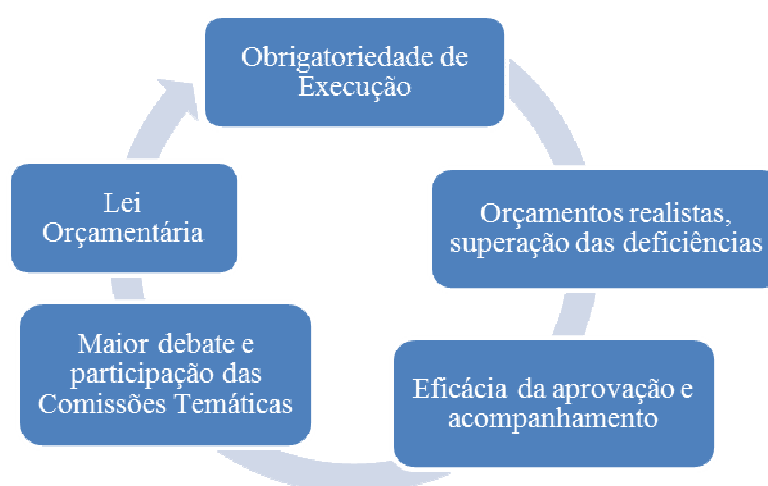 Obrigatoriedade de
Execução
Orçamentos realistas,
superação das deficiências
Eficácia da aprovação e
acompanhamento
Maior debate e
participação das
Comissões Temáticas
Lei
Orçamentária